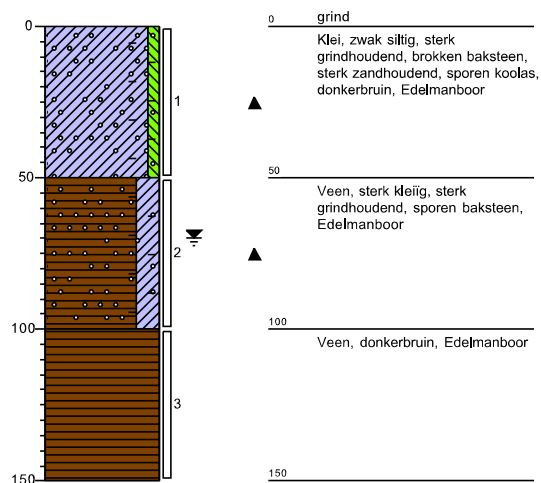 0
50
100
150
1
2
3
0
grind
Klei, zwak siltig, sterk
grindhoudend, brokken baksteen,
sterk zandhoudend, sporen koolas,
donkerbruin, Edelmanboor
50
Veen, sterk kleiïg, sterk
grindhoudend, sporen baksteen,
Edelmanboor
100
Veen, donkerbruin, Edelmanboor
150